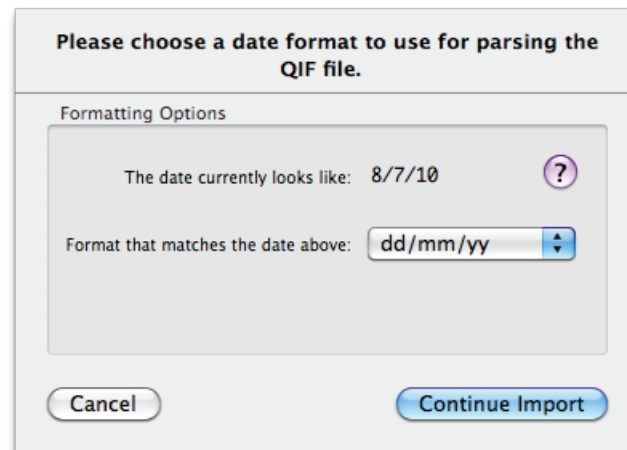 Please choose a date format to use for parsing the
QIF file.
Formatting Options
The date currently looks like: 8/7/10 ?
Format that matches the date above: dd/mm/yy
Cancel Continue Import